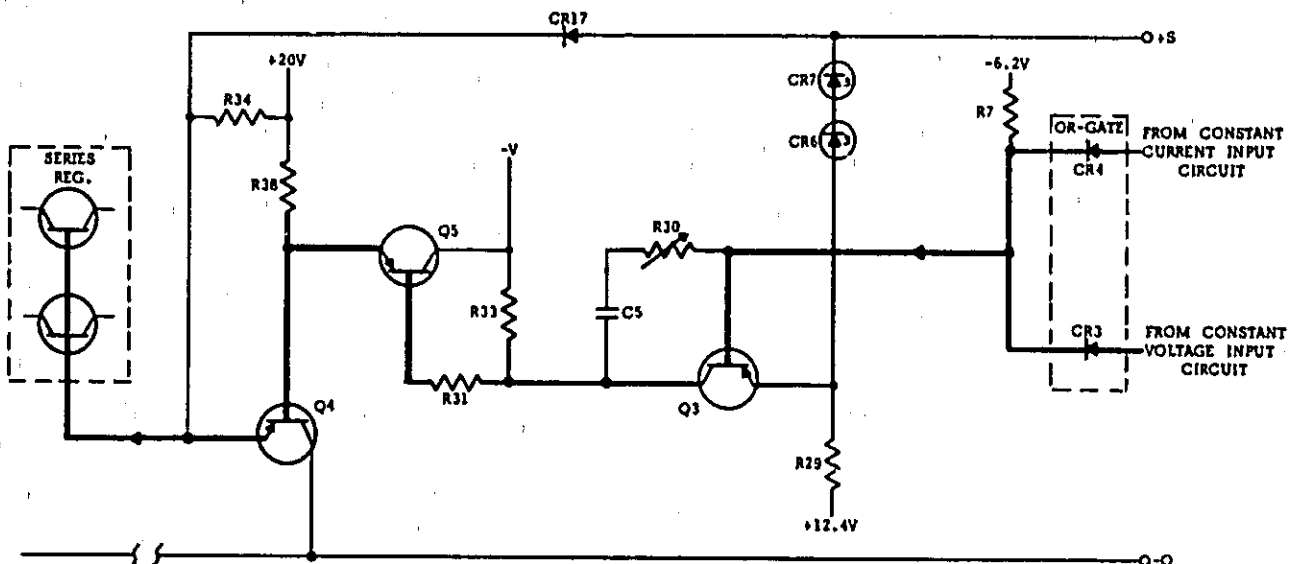 CR17
+S
+20V
-6.2V
CR7
R34
R7
OR-GATE
FROM CONSTANT
CURRENT INPUT
CIRCUIT
CR6
CR4
SERIES
REG.
-V
R38
Q5
R30
R33
C5
CR3
FROM CONSTANT
VOLTAGE INPUT
CIRCUIT
R31
Q4
Q3
R29
+12.4V
-O